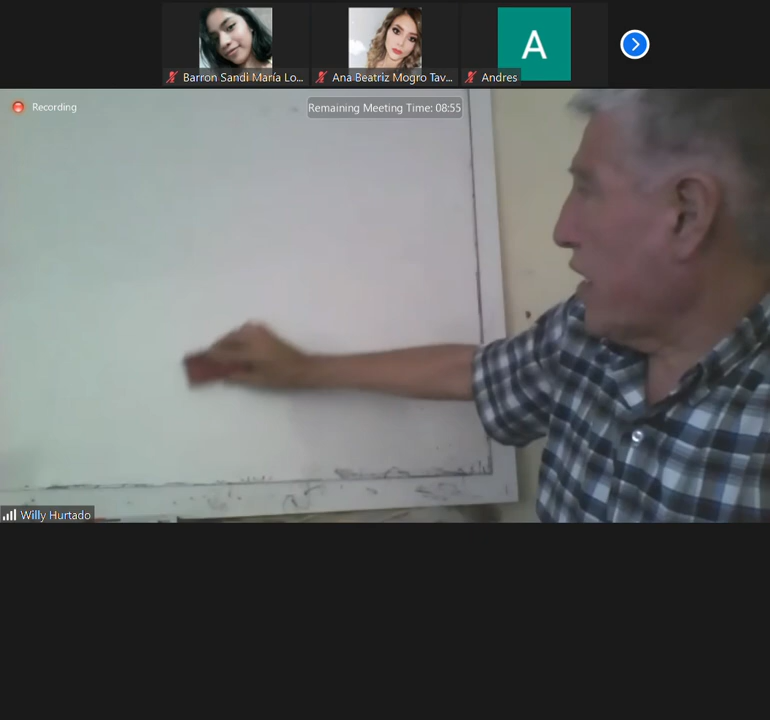 Barron Sandi María Lo...
Ana Beatriz Mogro Tav...
A
Andres
Recording
Remaining Meeting Time: 08:55
Willy Hurtado